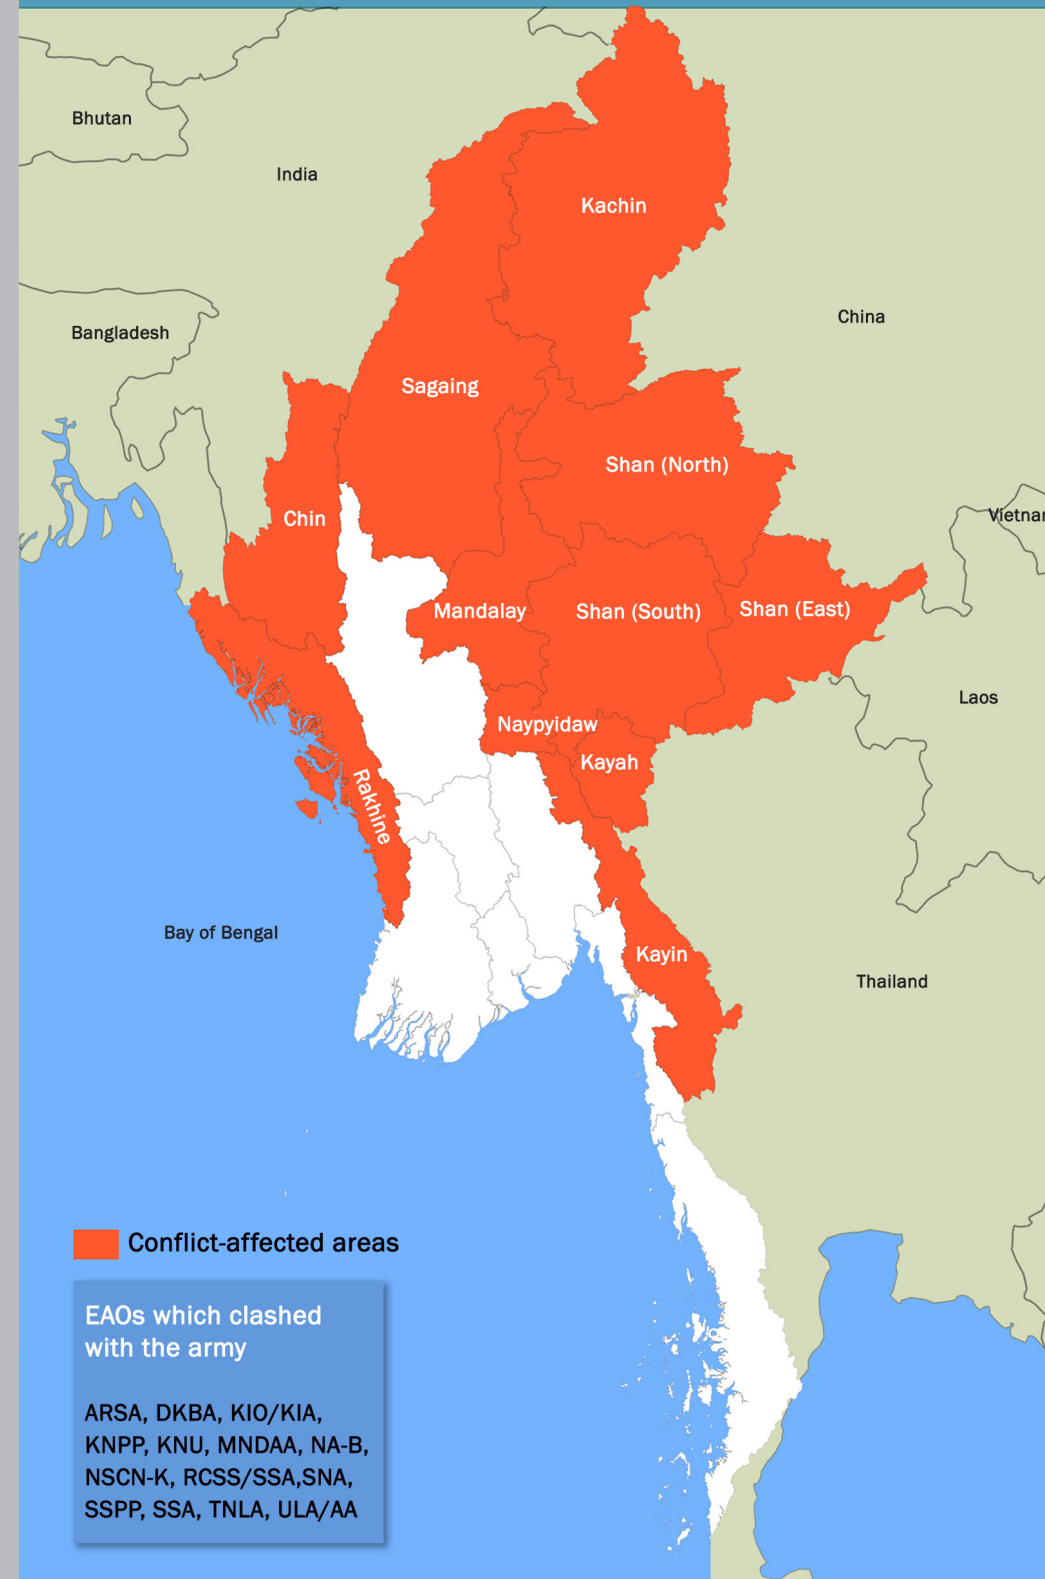 Bhutan
India
Kachin
China
Bangladesh
Sagaing
Shan (North)
Chin
Vietnar
Mandalay
Shan (South)
Shan (East)
Laos
Naypyidaw
Kayah
Rakhine
Bay of Bengal
Kayin
Thailand
Conflict-affected areas
EAOs which clashed
with the army
ARSA, DKBA, KIO/KIA,
KNPP, KNU, MNDAA, NA-B,
NSCN-K, RCSS/SSA,SNA,
SSPP, SSA, TNLA, ULA/AA